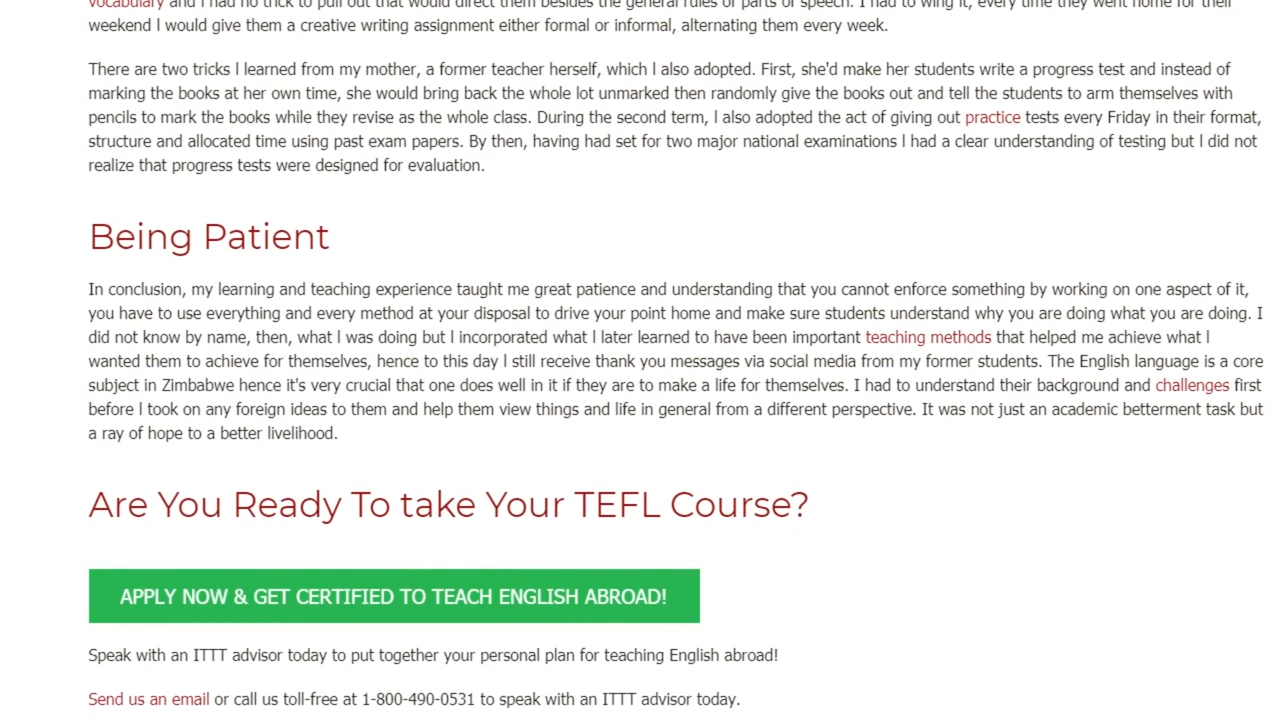 vocabulary and I had no trick to pull out that would direct them besides the general rules of parts of speech. I had to wing it, every time they went home for their
weekend I would give them a creative writing assignment either formal or informal, alternating them every week.
There are two tricks I learned from my mother, a former teacher herself, which I also adopted. First, she'd make her students write a progress test and instead of
marking the books at her own time, she would bring back the whole lot unmarked then randomly give the books out and tell the students to arm themselves with
pencils to mark the books while they revise as the whole class. During the second term, I also adopted the act of giving out practice tests every Friday in their format,
structure and allocated time using past exam papers. By then, having had set for two major national examinations I had a clear understanding of testing but I did not
realize that progress tests were designed for evaluation.
Being Patient
In conclusion, my learning and teaching experience taught me great patience and understanding that you cannot enforce something by working on one aspect of it,
you have to use everything and every method at your disposal to drive your point home and make sure students understand why you are doing what you are doing. I
did not know by name, then, what I was doing but I incorporated what I later learned to have been important teaching methods that helped me achieve what I
wanted them to achieve for themselves, hence to this day I still receive thank you messages via social media from my former students. The English language is a core
subject in Zimbabwe hence it's very crucial that one does well in it if they are to make a life for themselves. I had to understand their background and challenges first
before I took on any foreign ideas to them and help them view things and life in general from a different perspective. It was not just an academic betterment task but
a ray of hope to a better livelihood.
Are You Ready To take Your TEFL Course?
APPLY NOW & GET CERTIFIED TO TEACH ENGLISH ABROAD!
Speak with an ITTT advisor today to put together your personal plan for teaching English abroad!
Send us an email or call us toll-free at 1-800-490-0531 to speak with an ITTT advisor today.